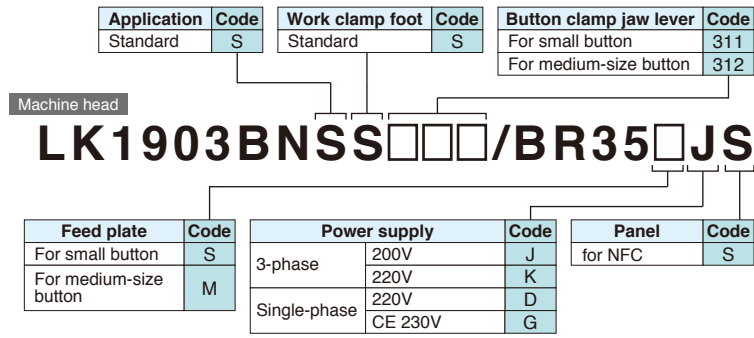 Application Code
Standard S
Work clamp foot Code
Standard S
Button clamp jaw lever Code
For small button 311
For medium-size button 312
Machine head
LK1903BNSS□□□/BR35□JS
Feed plate Code
For small button S
For medium-size
button M
Power supply Code
3-phase 200V J
220V K
Single-phase 220V D
CE 230V G
Panel Code
for NFC S